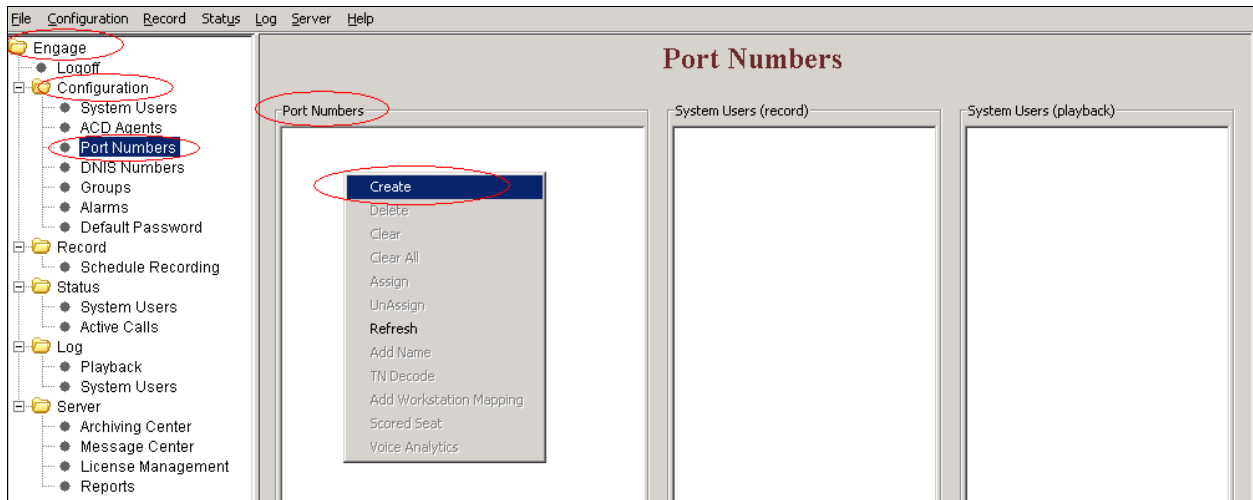 File Configuration Record Status Log Server Help
Engage
Logoff
Configuration
System Users
ACD Agents
Port Numbers
DNIS Numbers
Groups
Alarms
Default Password
Record
Schedule Recording
Status
System Users
Active Calls
Log
Playback
System Users
Server
Archiving Center
Message Center
License Management
Reports
Port Numbers
Port Numbers
Create
Delete
Clear
Clear All
Assign
UnAssign
Refresh
Add Name
TN Decode
Add Workstation Mapping
Scored Seat
Voice Analytics
System Users (record)
System Users (playback)